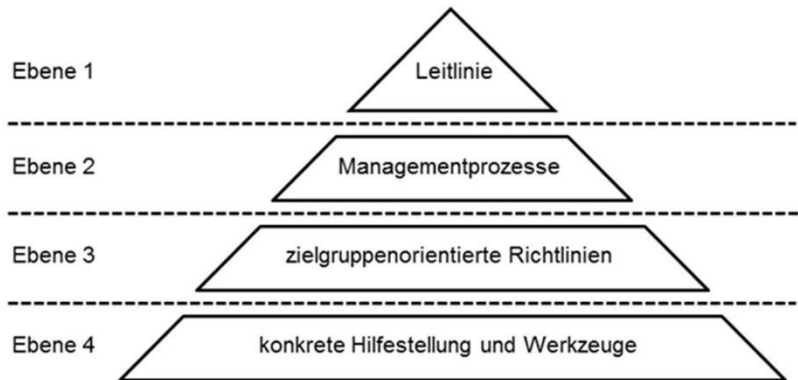 Ebene 1 Leitlinie
Ebene 2 Managementprozesse
Ebene 3 zielgruppenorientierte Richtlinien
Ebene 4 konkrete Hilfestellung und Werkzeuge